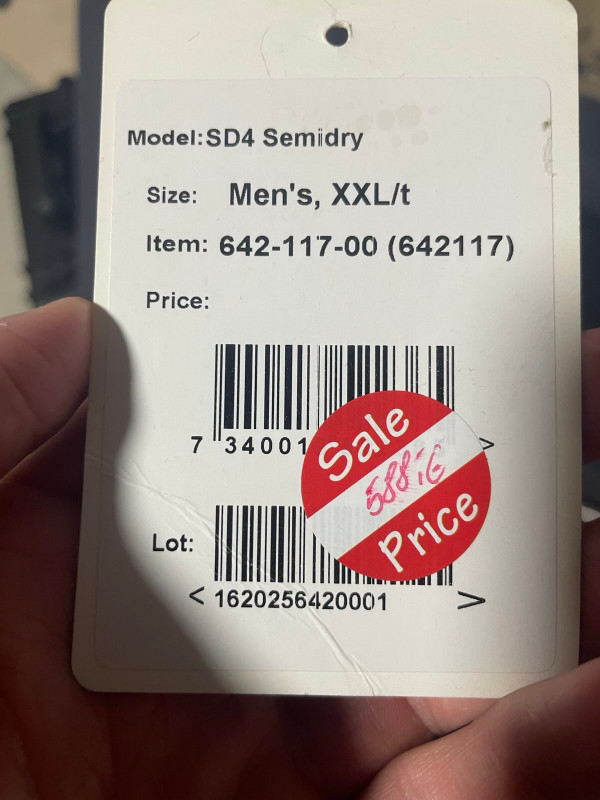 Model:SD4 Semidry
Size: Men's, XXL/t
Item: 642-117-00 (642117)
Price:
7 34001
>
Sale
Price
Lot:
< 1620256420001 >